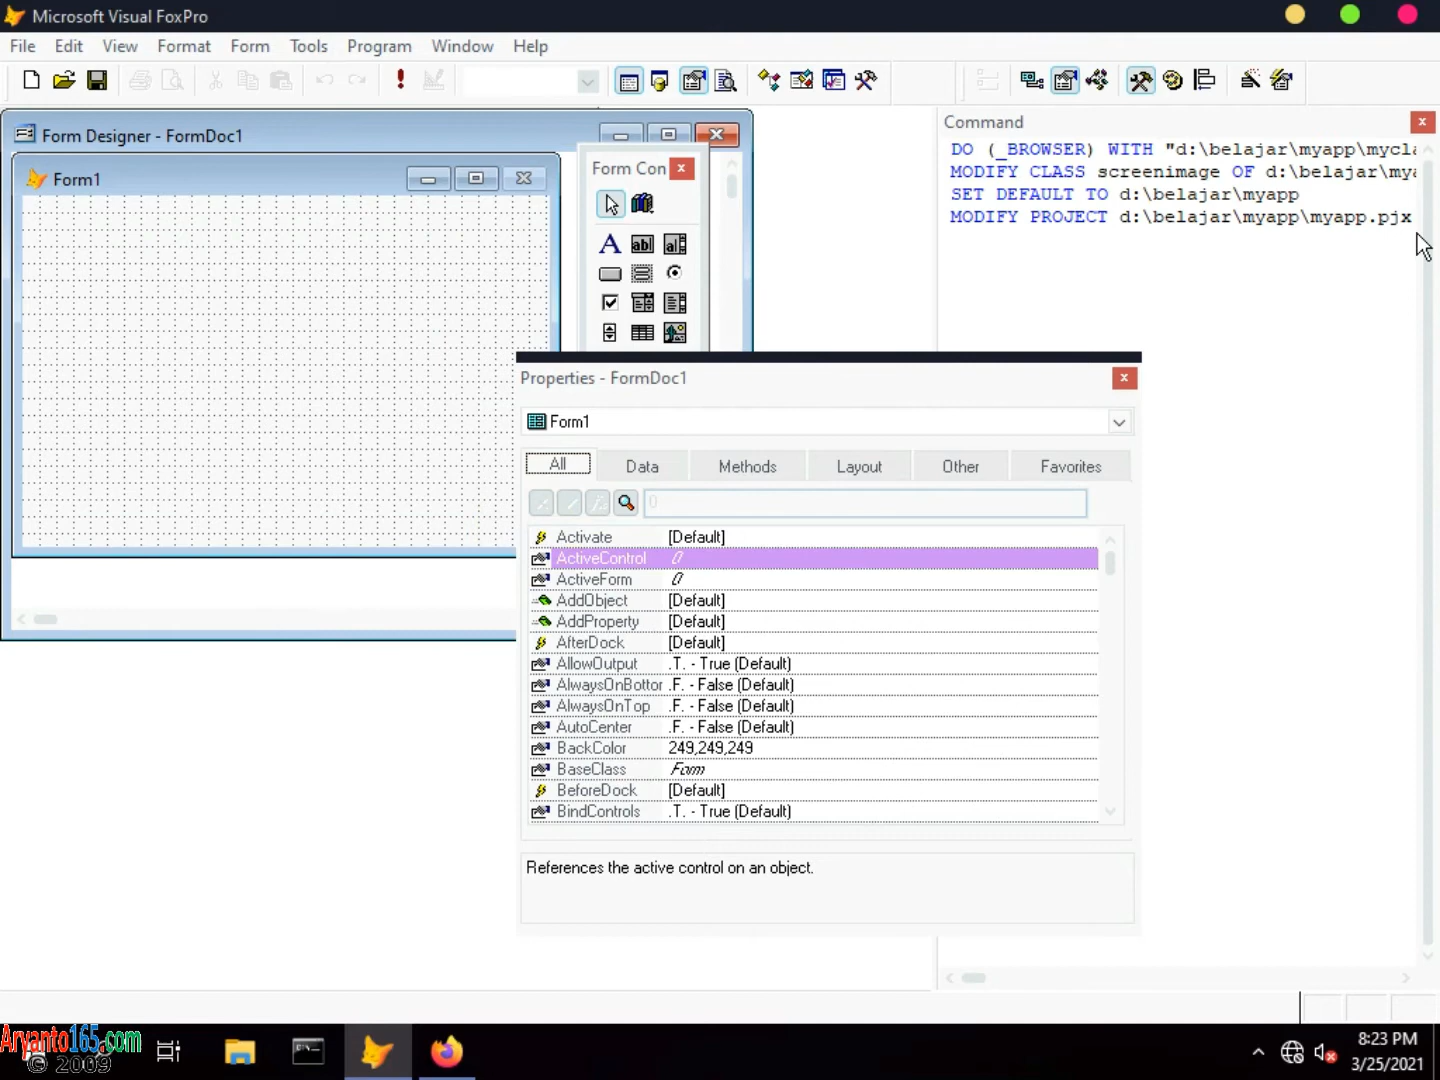 Microsoft Visual FoxPro
File Edit View Format Form Tools Program Window Help
Form Designer - FormDoc1
Form1
Form Con
A abl al
Command
DO (_BROWSER) WITH "d:\belajar\myapp\mycla
MODIFY CLASS screenimage OF d:\belajar\mya
SET DEFAULT TO d:\belajar\myapp
MODIFY PROJECT d:\belajar\myapp\myapp.pjx
Properties - FormDoc1
Form1
All Data Methods Layout Other Favorites
0
Activate [Default]
ActiveControl 0
ActiveForm 0
AddObject [Default]
AddProperty [Default]
AfterDock [Default]
AllowOutput .T. - True (Default)
AlwaysOnBottor .F. - False (Default)
AlwaysOnTop .F. - False (Default)
AutoCenter .F. - False (Default)
BackColor 249,249,249
BaseClass Form
BeforeDock [Default]
BindControls .T. - True (Default)
References the active control on an object.
Aryanto165.com
© 2009
8:23 PM
3/25/2021